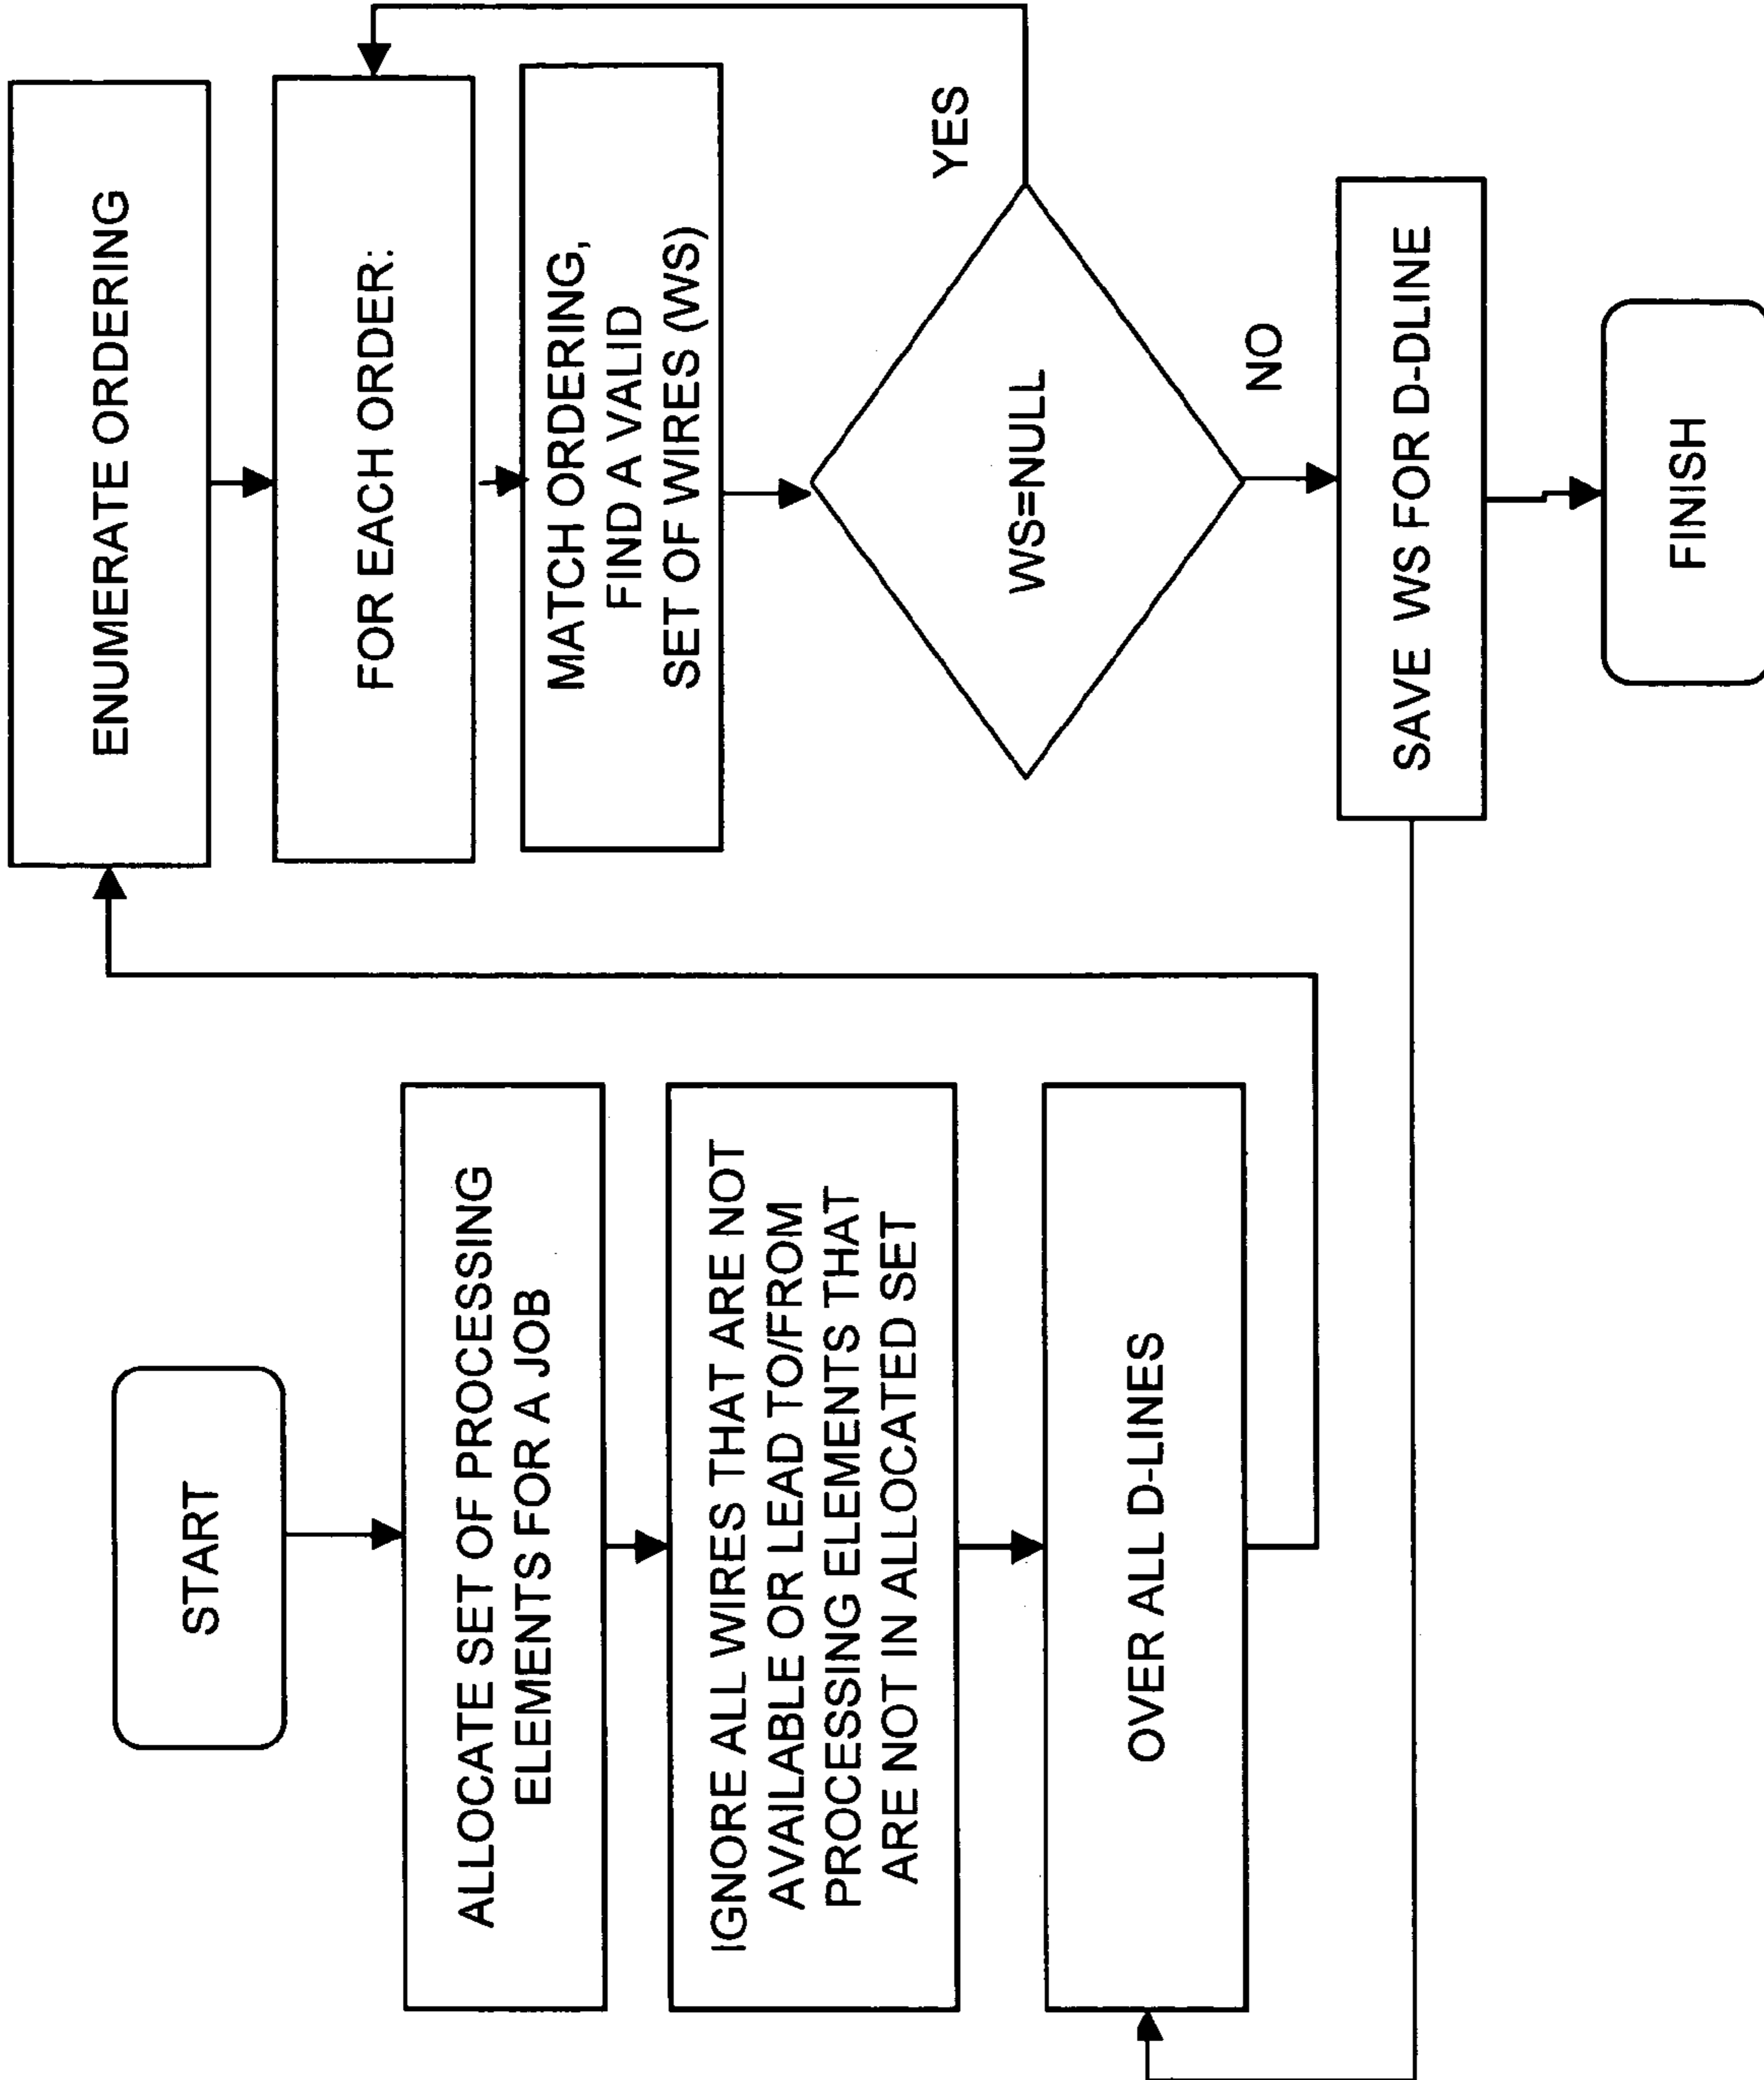 START
ALLOCATE SET OF PROCESSING
ELEMENTS FOR A JOB
IGNORE ALL WIRES THAT ARE NOT
AVAILABLE OR LEAD TO/FROM
PROCESSING ELEMENTS THAT
ARE NOT IN ALLOCATED SET
OVER ALL D-LINES
ENUMERATE ORDERING
FOR EACH ORDER:
MATCH ORDERING,
FIND A VALID
SET OF WIRES (WS)
WS=NULL
YES
NO
SAVE WS FOR D-DLINE
FINISH